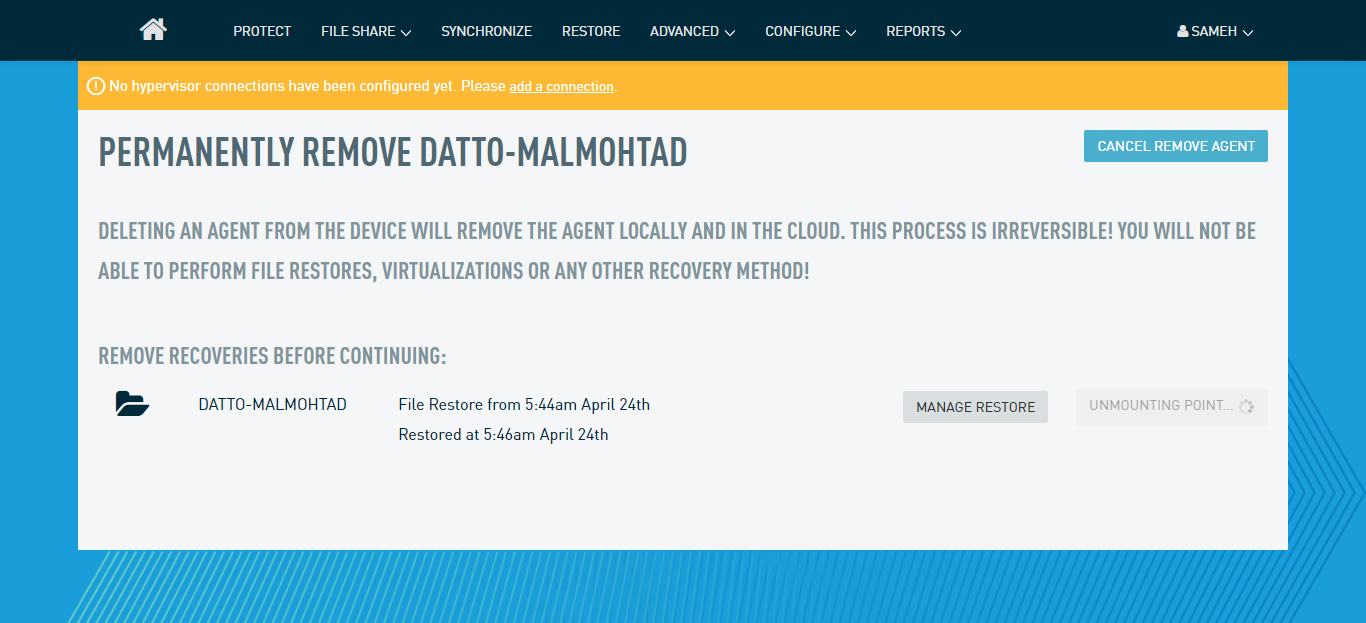 PROTECT FILE SHARE SYNCHRONIZE RESTORE ADVANCED CONFIGURE REPORTS SAMEH
No hypervisor connections have been configured yet. Please add a connection.
PERMANENTLY REMOVE DATTO-MALMOHTAD
CANCEL REMOVE AGENT
DELETING AN AGENT FROM THE DEVICE WILL REMOVE THE AGENT LOCALLY AND IN THE CLOUD. THIS PROCESS IS IRREVERSIBLE! YOU WILL NOT BE
ABLE TO PERFORM FILE RESTORES, VIRTUALIZATIONS OR ANY OTHER RECOVERY METHOD!
REMOVE RECOVERIES BEFORE CONTINUING:
DATTO-MALMOHTAD File Restore from 5:44am April 24th MANAGE RESTORE UNMOUNTING POINT...
Restored at 5:46am April 24th